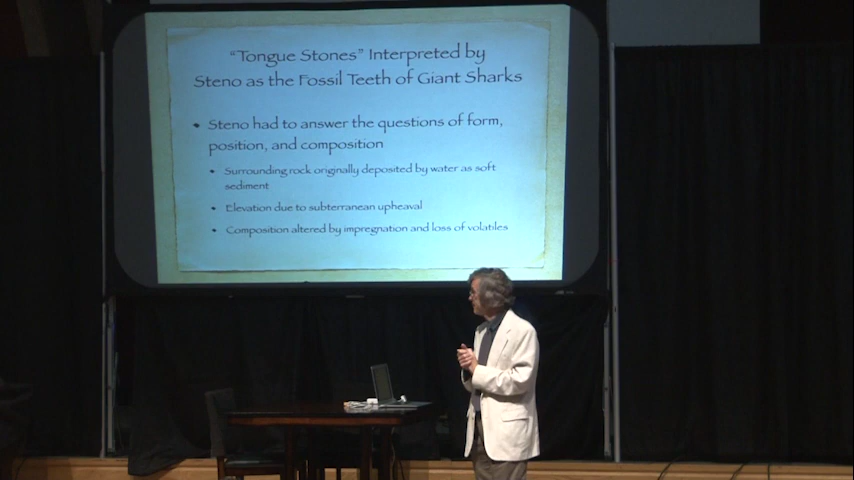 "Tongue Stones" Interpreted by
Steno as the Fossil Teeth of Giant Sharks
• Steno had to answer the questions of form,
position, and composition
• Surrounding rock originally deposited by water as soft
sediment
• Elevation due to subterranean upheaval
• Composition altered by impregnation and loss of volatiles